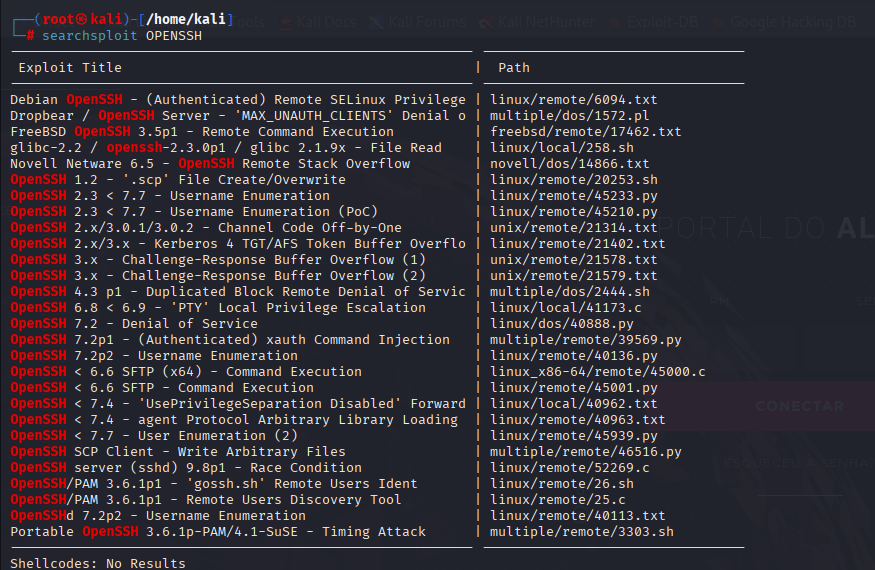 ┌──(root㉿kali)-[/home/kali]
└─# searchsploit OPENSSH
Exploit Title | Path
Debian OpenSSH - (Authenticated) Remote SELinux Privilege | linux/remote/6094.txt
Dropbear / OpenSSH Server - 'MAX_UNAUTH_CLIENTS' Denial o | multiple/dos/1572.pl
FreeBSD OpenSSH 3.5p1 - Remote Command Execution | freebsd/remote/17462.txt
glibc-2.2 / openssh-2.3.0p1 / glibc 2.1.9x - File Read | linux/local/258.sh
Novell Netware 6.5 - OpenSSH Remote Stack Overflow | novell/dos/14866.txt
OpenSSH 1.2 - '.scp' File Create/Overwrite | linux/remote/20253.sh
OpenSSH 2.3 < 7.7 - Username Enumeration | linux/remote/45233.py
OpenSSH 2.3 < 7.7 - Username Enumeration (PoC) | linux/remote/45210.py
OpenSSH 2.x/3.0.1/3.0.2 - Channel Code Off-by-One | unix/remote/21314.txt
OpenSSH 2.x/3.x - Kerberos 4 TGT/AFS Token Buffer Overflo | linux/remote/21402.txt
OpenSSH 3.x - Challenge-Response Buffer Overflow (1) | unix/remote/21578.txt
OpenSSH 3.x - Challenge-Response Buffer Overflow (2) | unix/remote/21579.txt
OpenSSH 4.3 p1 - Duplicated Block Remote Denial of Servic | multiple/dos/2444.sh
OpenSSH 6.8 < 6.9 - 'PTY' Local Privilege Escalation | linux/local/41173.c
OpenSSH 7.2 - Denial of Service | linux/dos/40888.py
OpenSSH 7.2p1 - (Authenticated) xauth Command Injection | multiple/remote/39569.py
OpenSSH 7.2p2 - Username Enumeration | linux/remote/40136.py
OpenSSH < 6.6 SFTP (x64) - Command Execution | linux_x86-64/remote/45000.c
OpenSSH < 6.6 SFTP - Command Execution | linux/remote/45001.py
OpenSSH < 7.4 - 'UsePrivilegeSeparation Disabled' Forward | linux/local/40962.txt
OpenSSH < 7.4 - agent Protocol Arbitrary Library Loading | linux/remote/40963.txt
OpenSSH < 7.7 - User Enumeration (2) | linux/remote/45939.py
OpenSSH SCP Client - Write Arbitrary Files | multiple/remote/46516.py
OpenSSH server (sshd) 9.8p1 - Race Condition | linux/remote/52269.c
OpenSSH/PAM 3.6.1p1 - 'gossh.sh' Remote Users Ident | linux/remote/26.sh
OpenSSH/PAM 3.6.1p1 - Remote Users Discovery Tool | linux/remote/25.c
OpenSSHd 7.2p2 - Username Enumeration | linux/remote/40113.txt
Portable OpenSSH 3.6.1p-PAM/4.1-SuSE - Timing Attack | multiple/remote/3303.sh
Shellcodes: No Results
Kali Docs
Kali Forums
Kali NetHunter
Exploit-DB
Google Hacking DB
PORTAL DO AL
CONECTAR